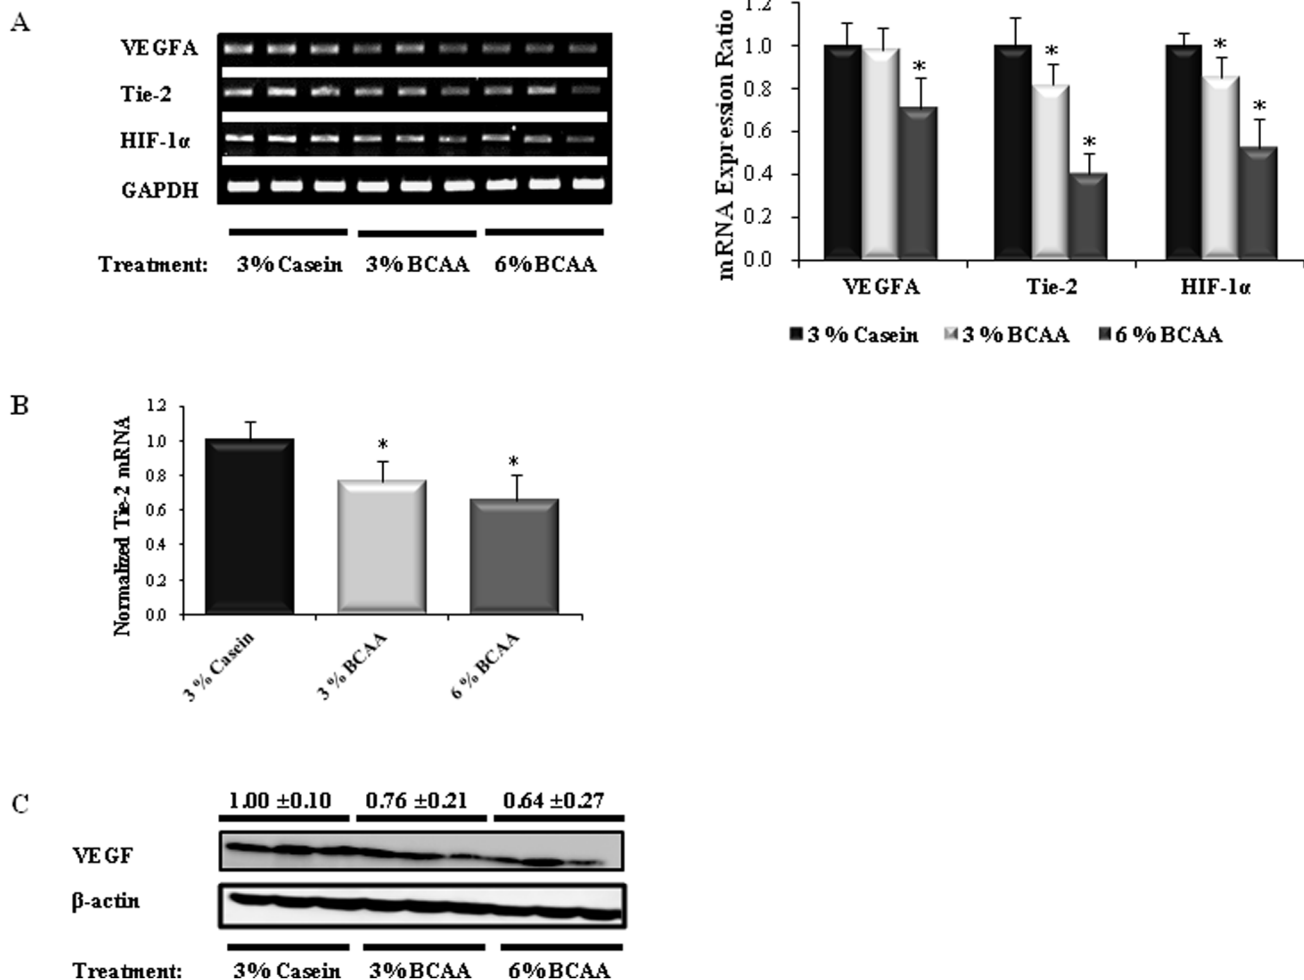 A
VEGFA
Tie-2
HIF-1α
GAPDH
Treatment: 3% Casein 3% BCAA 6% BCAA
mRNA Expression Ratio
1.2
1.0
0.8
0.6
0.4
0.2
0.0
* * * * *
VEGFA Tie-2 HIF-1α
3 % Casein 3 % BCAA 6 % BCAA
B
Normalized Tie-2 mRNA
1.2
1.0
0.8
0.6
0.4
0.2
0.0
* *
3 % Casein 3 % BCAA 6 % BCAA
C
1.00 ±0.10 0.76 ±0.21 0.64 ±0.27
VEGF
β-actin
Treatment: 3% Casein 3% BCAA 6% BCAA